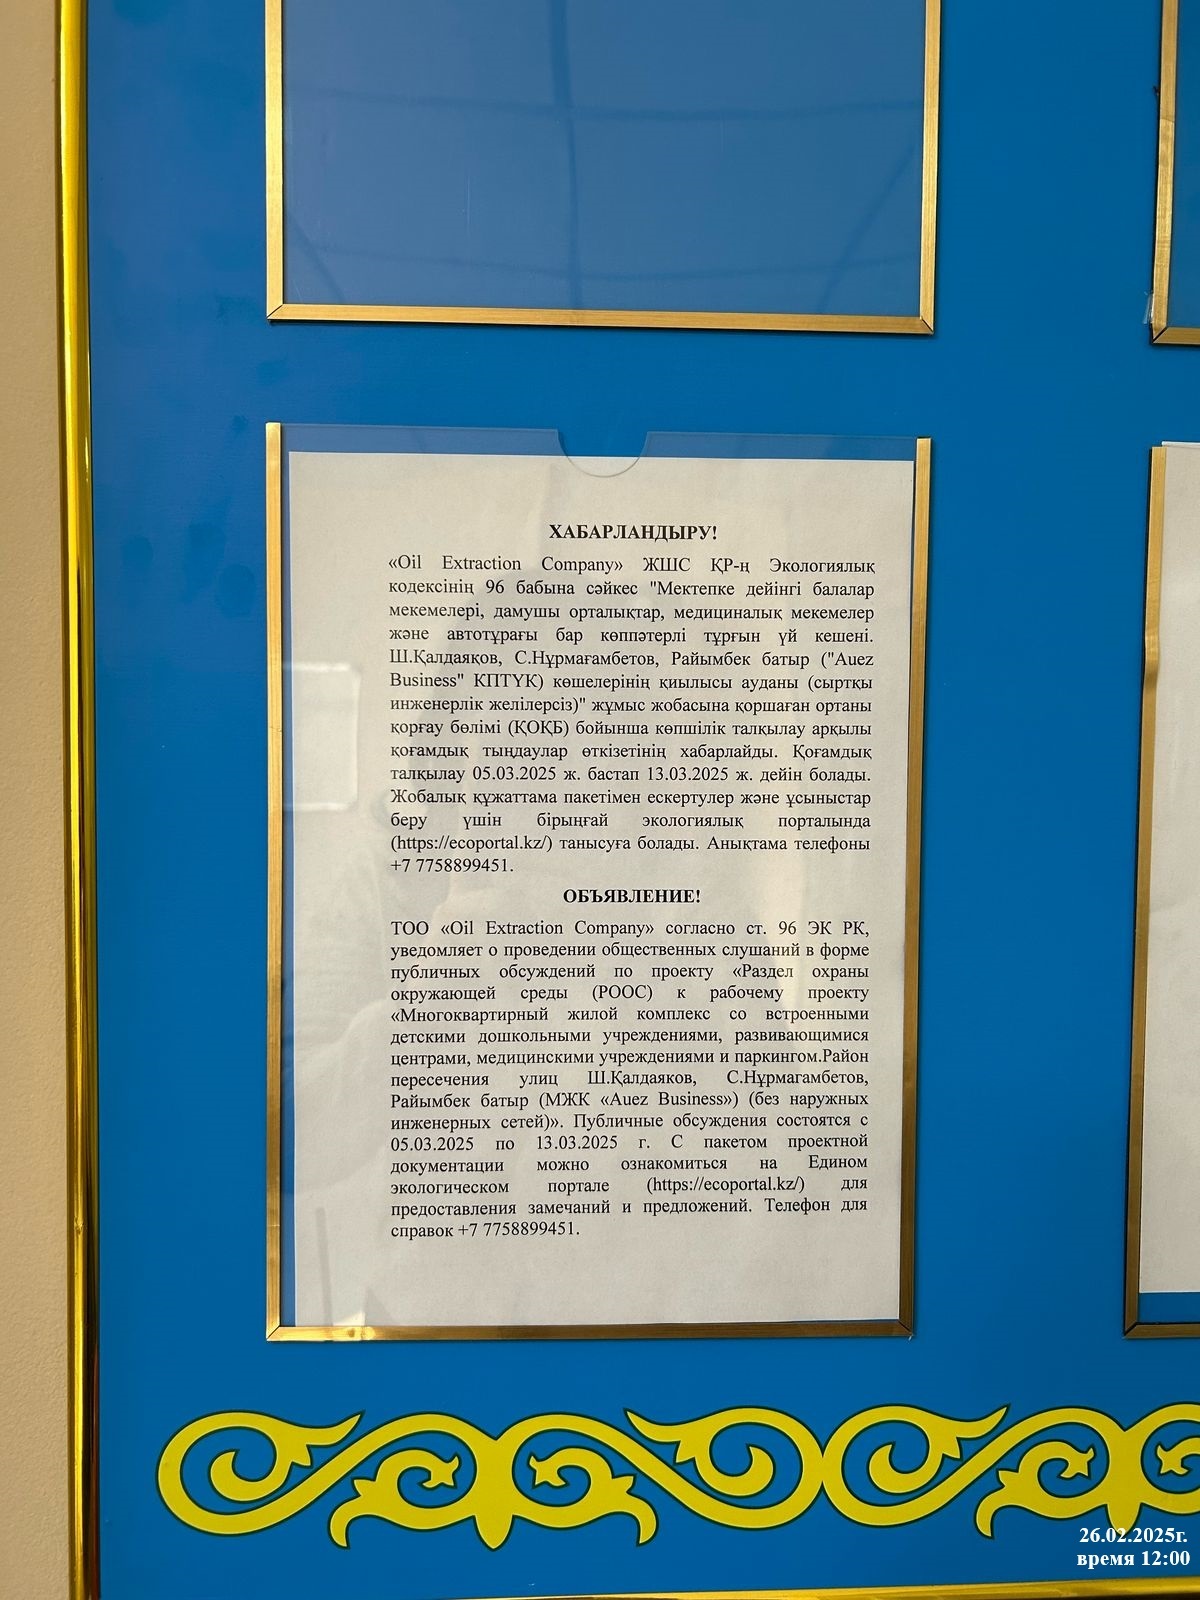 ХАБАРЛАНДЫРУ!
«Oil Extraction Company» ЖШС ҚР-ң Экологиялық
кодексінің 96 бабына сәйкес "Мектепке дейінгі балалар
мекемелері, дамушы орталықтар, медициналық мекемелер
және автотұрағы бар көппәтерлі тұрғын үй кешені.
Ш.Қалдаяқов, С.Нұрмағамбетов, Райымбек батыр ("Auez
Business" КПТҮК) көшелерінің қиылысы ауданы (сыртқы
инженерлік желілерсіз)" жұмыс жобасына қоршаған ортаны
қорғау бөлімі (ҚОҚБ) бойынша көпшілік талқылау арқылы
қоғамдық тыңдаулар өткізетінің хабарлайды. Қоғамдық
талқылау 05.03.2025 ж. бастап 13.03.2025 ж. дейін болады.
Жобалық құжаттама пакетімен ескертулер және ұсыныстар
беру үшін бірыңғай экологиялық порталында
(https://ecoportal.kz/) танысуға болады. Анықтама телефоны
+7 7758899451.
ОБЪЯВЛЕНИЕ!
ТОО «Oil Extraction Company» согласно ст. 96 ЭК РК,
уведомляет о проведении общественных слушаний в форме
публичных обсуждений по проекту «Раздел охраны
окружающей среды (РООС) к рабочему проекту
«Многоквартирный жилой комплекс со встроенными
детскими дошкольными учреждениями, развивающимися
центрами, медицинскими учреждениями и паркингом.Район
пересечения улиц Ш.Қалдаяков, С.Нұрмагамбетов,
Райымбек батыр (МЖК «Auez Business») (без наружных
инженерных сетей)». Публичные обсуждения состоятся с
05.03.2025 по 13.03.2025 г. С пакетом проектной
документации можно ознакомиться на Едином
экологическом портале (https://ecoportal.kz/) для
предоставления замечаний и предложений. Телефон для
справок +7 7758899451.
26.02.2025г.
время 12:00